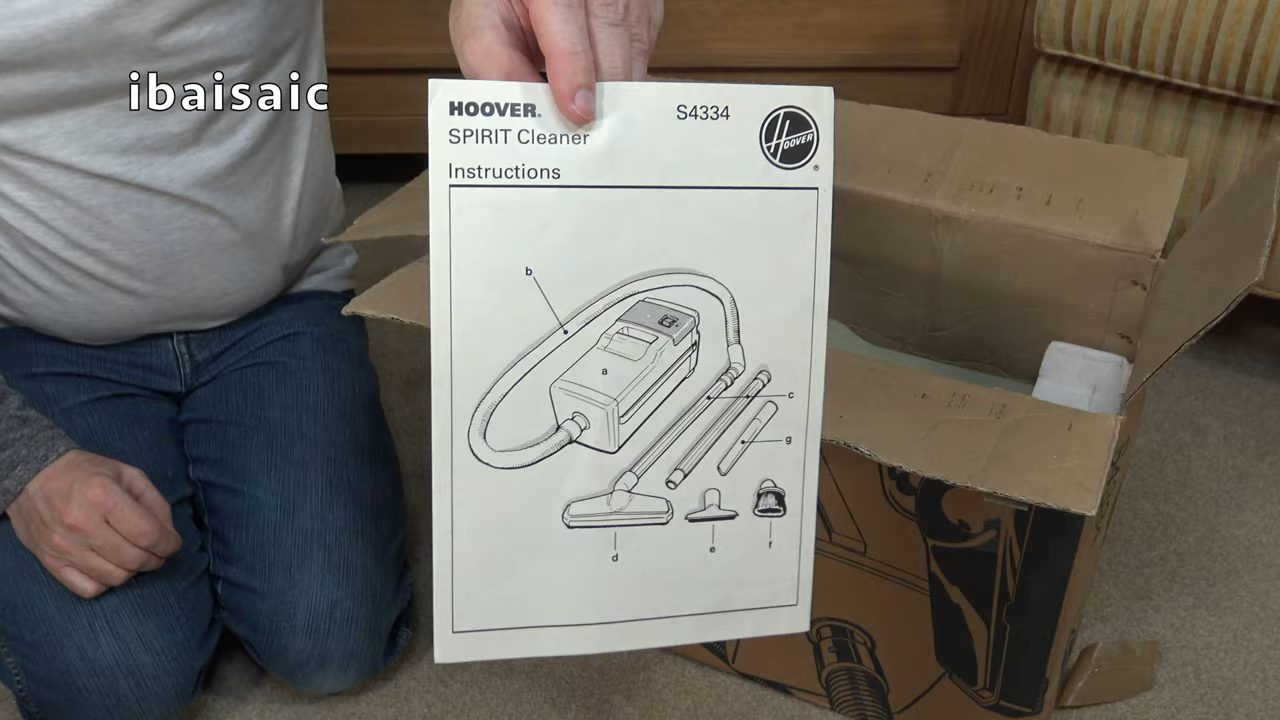 ibaisaic
HOOVER® S4334
SPIRIT Cleaner
HOOVER ®
Instructions
b
a
c
g
d
e
f